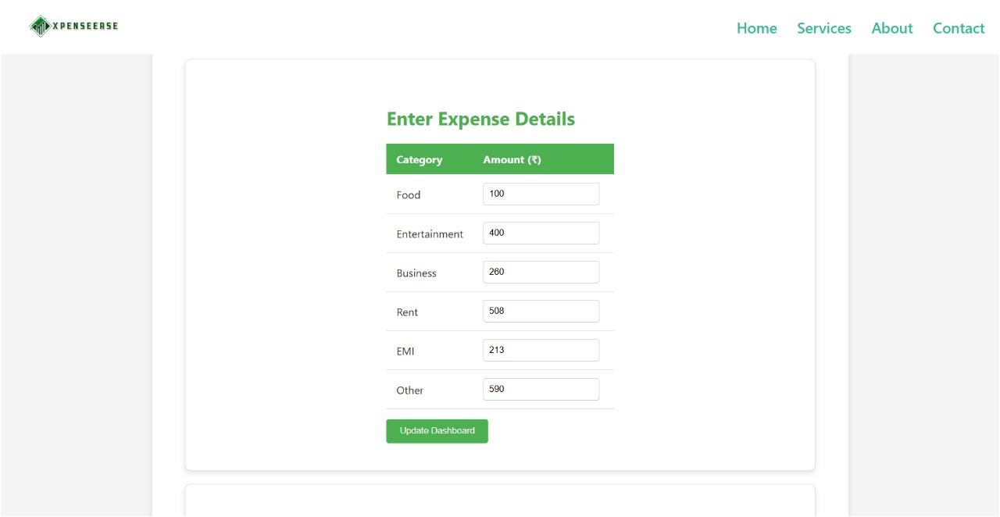 XPENSEEASE
Home Services About Contact
Enter Expense Details
Category Amount (₹)
Food 100
Entertainment 400
Business 260
Rent 508
EMI 213
Other 590
Update Dashboard